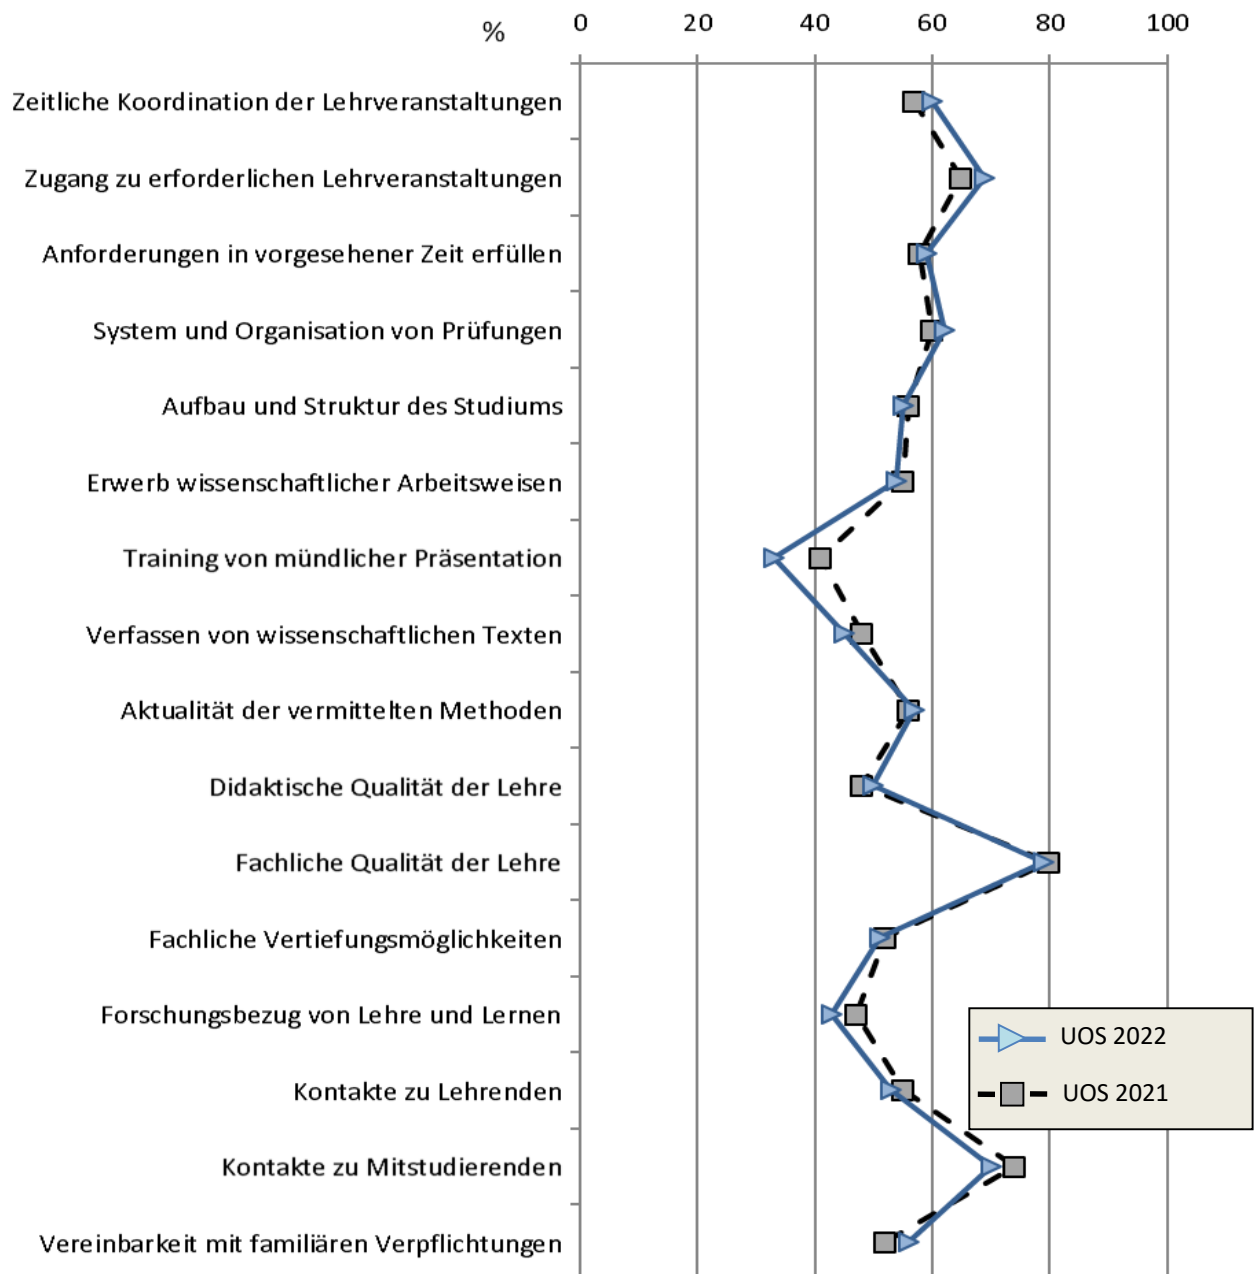 % 0 20 40 60 80 100
Zeitliche Koordination der Lehrveranstaltungen
Zugang zu erforderlichen Lehrveranstaltungen
Anforderungen in vorgesehener Zeit erfüllen
System und Organisation von Prüfungen
Aufbau und Struktur des Studiums
Erwerb wissenschaftlicher Arbeitsweisen
Training von mündlicher Präsentation
Verfassen von wissenschaftlichen Texten
Aktualität der vermittelten Methoden
Didaktische Qualität der Lehre
Fachliche Qualität der Lehre
Fachliche Vertiefungsmöglichkeiten
Forschungsbezug von Lehre und Lernen
Kontakte zu Lehrenden
Kontakte zu Mitstudierenden
Vereinbarkeit mit familiären Verpflichtungen
UOS 2022
UOS 2021